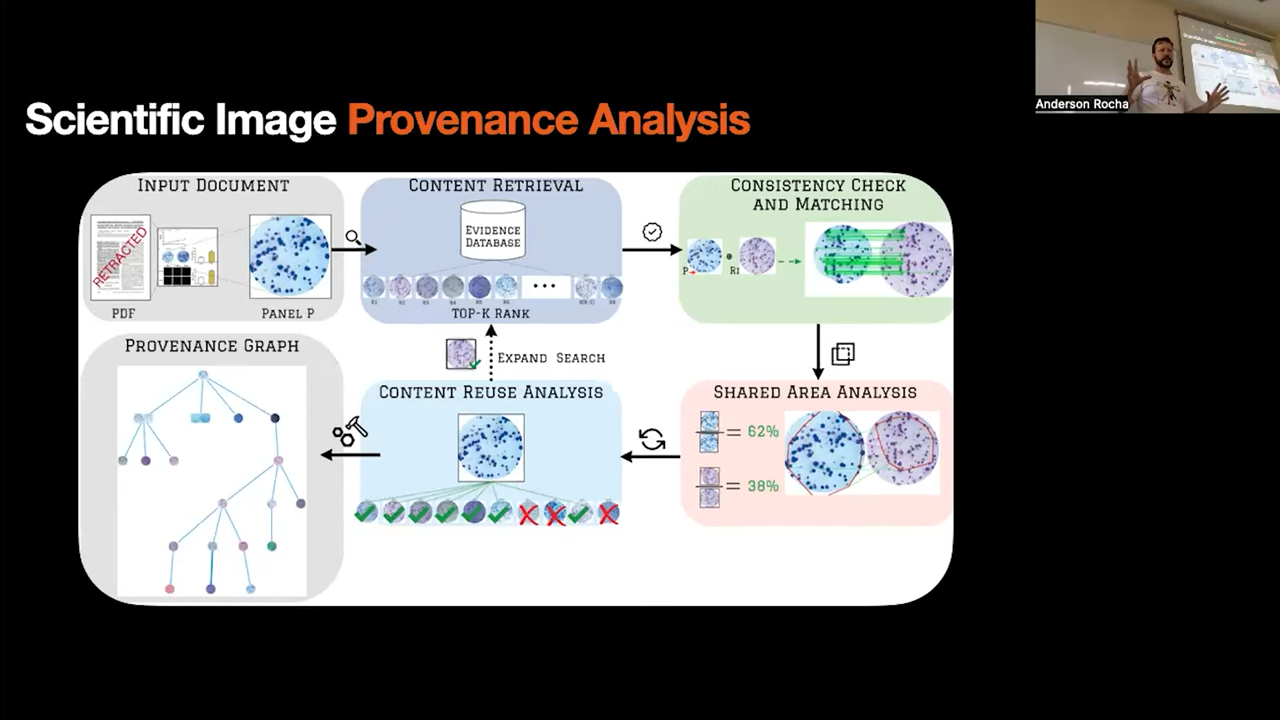 Anderson Rocha
Scientific Image Provenance Analysis
INPUT DOCUMENT
RETRACTED
PDF
PANEL P
CONTENT RETRIEVAL
EVIDENCE
DATABASE
TOP-K RANK
CONSISTENCY CHECK
AND MATCHING
P
R1
EXPAND SEARCH
SHARED AREA ANALYSIS
= 62%
= 38%
CONTENT REUSE ANALYSIS
PROVENANCE GRAPH